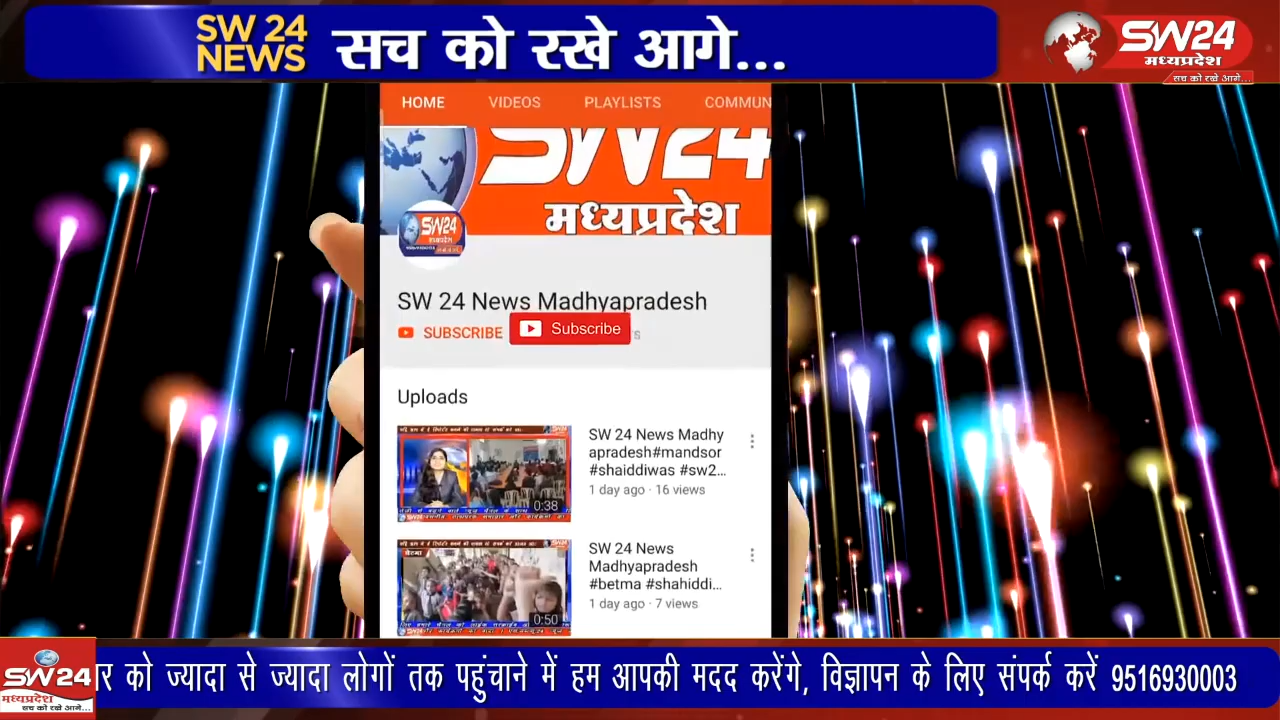 SW 24
NEWS
सच को रखे आगे...
SW24
मध्यप्रदेश
सच को रखे आगे...
HOME VIDEOS PLAYLISTS COMMUN
SW24
मध्यप्रदेश
SW24
SW 24 News Madhyapradesh
SUBSCRIBE
Subscribe
Uploads
SW 24 News Madhy
apradesh#mandsor
#shaiddiwas #sw2...
1 day ago · 16 views
0:38
SW 24 News
Madhyapradesh
#betma #shahiddi...
1 day ago · 7 views
बेटमा
0:50
SW24
मध्यप्रदेश
सच को रखे आगे...
र को ज्यादा से ज्यादा लोगों तक पहुंचाने में हम आपकी मदद करेंगे, विज्ञापन के लिए संपर्क करें 9516930003